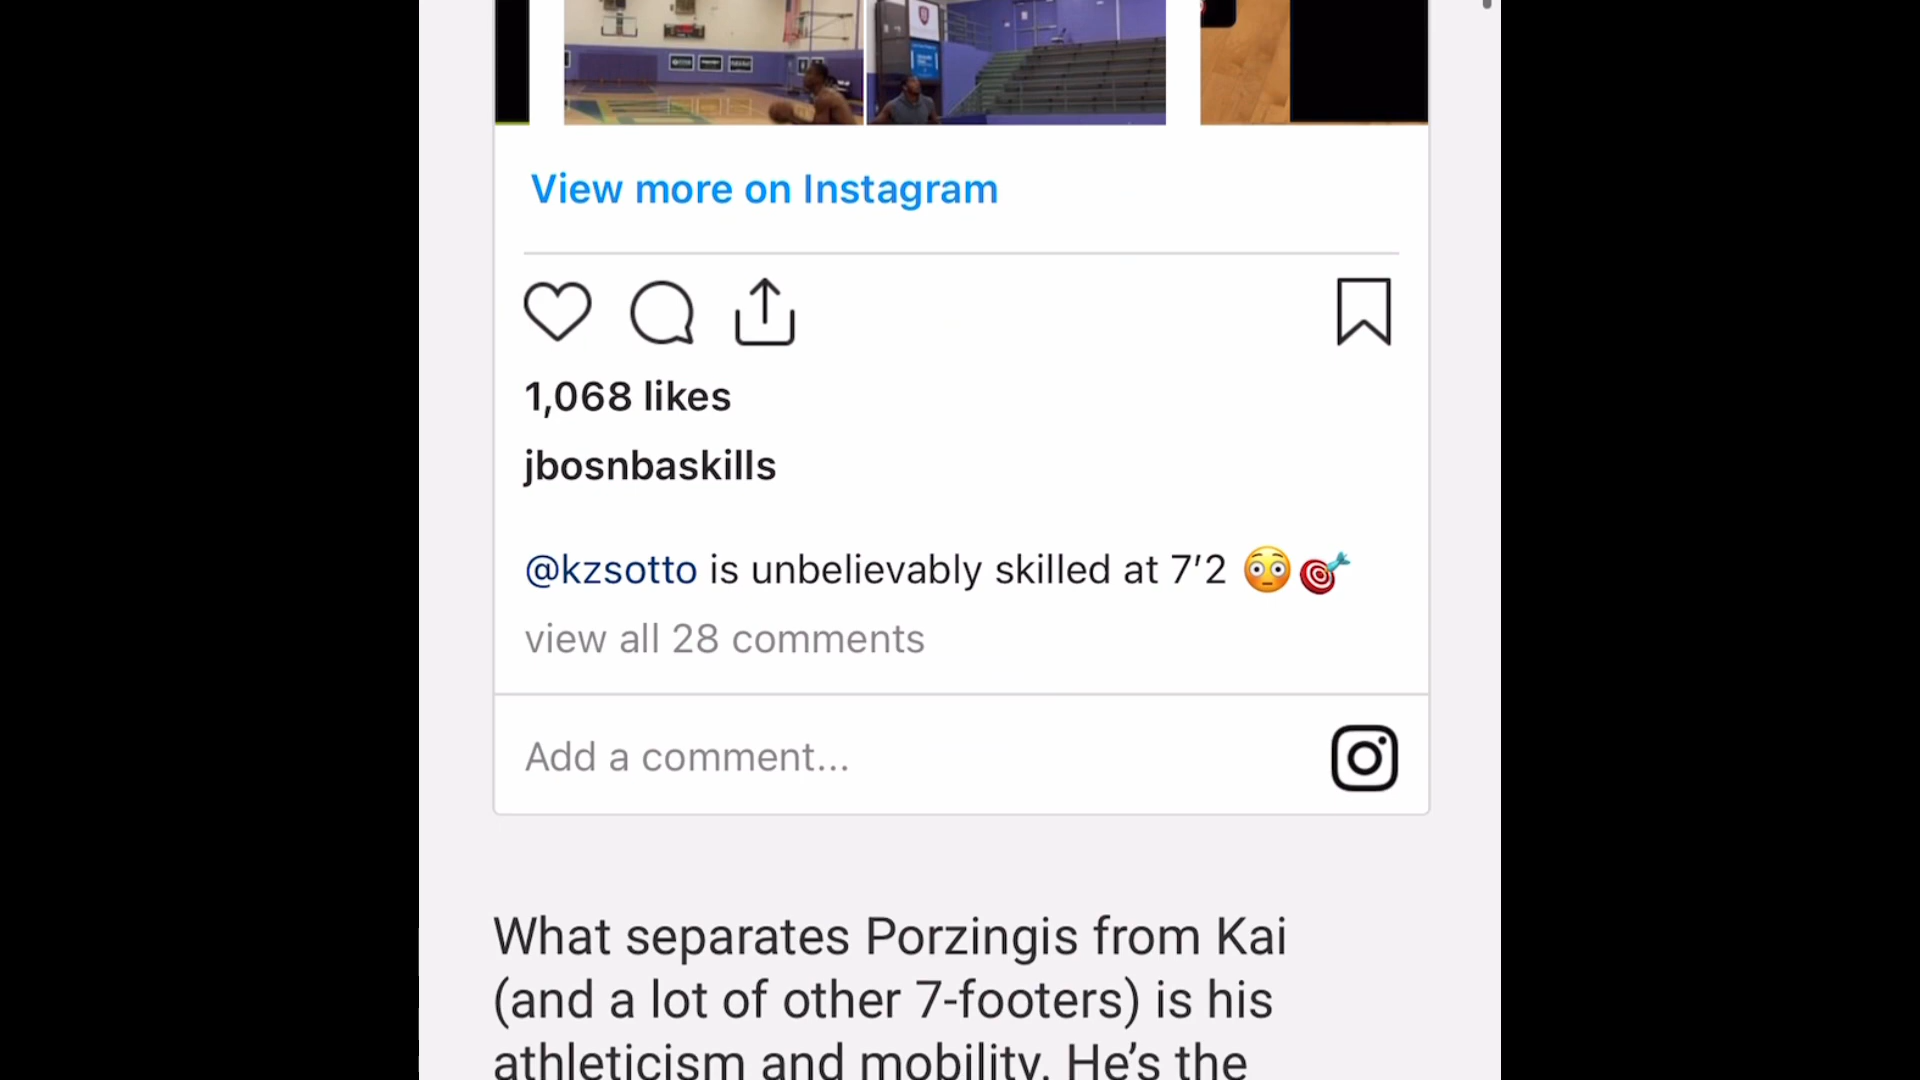 View more on Instagram
1,068 likes
jbosnbaskills
@kzsotto is unbelievably skilled at 7’2 😳🎯
view all 28 comments
Add a comment...
What separates Porzingis from Kai
(and a lot of other 7-footers) is his
athleticism and mobility. He’s the